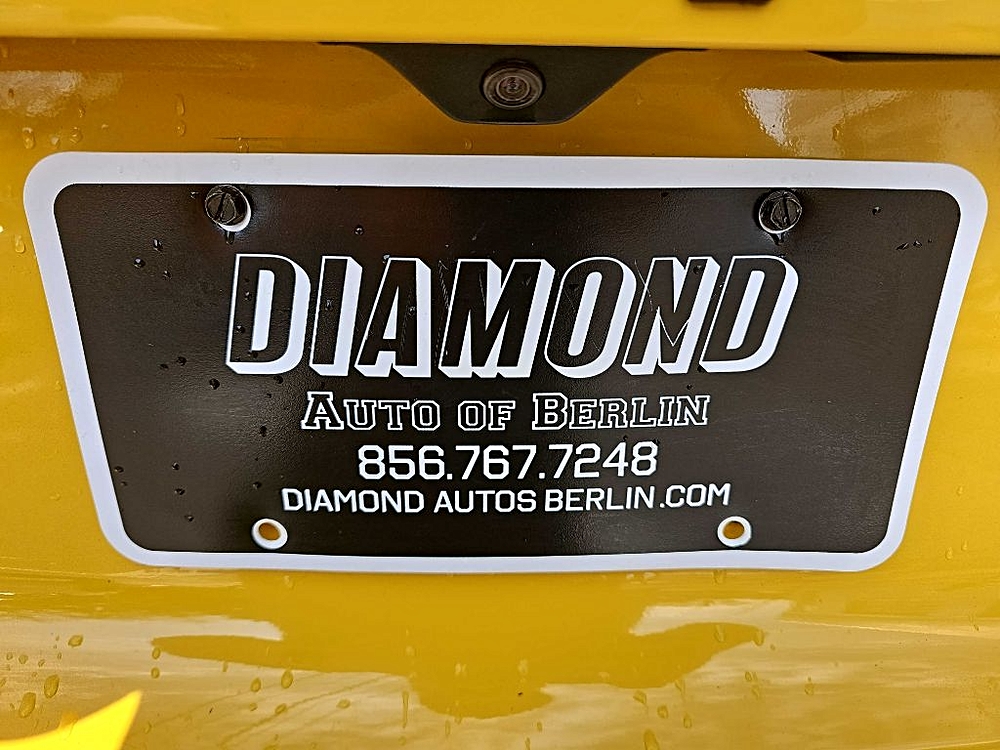 DIAMOND
AUTO OF BERLIN
856.767.7248
DIAMOND AUTOS BERLIN.COM